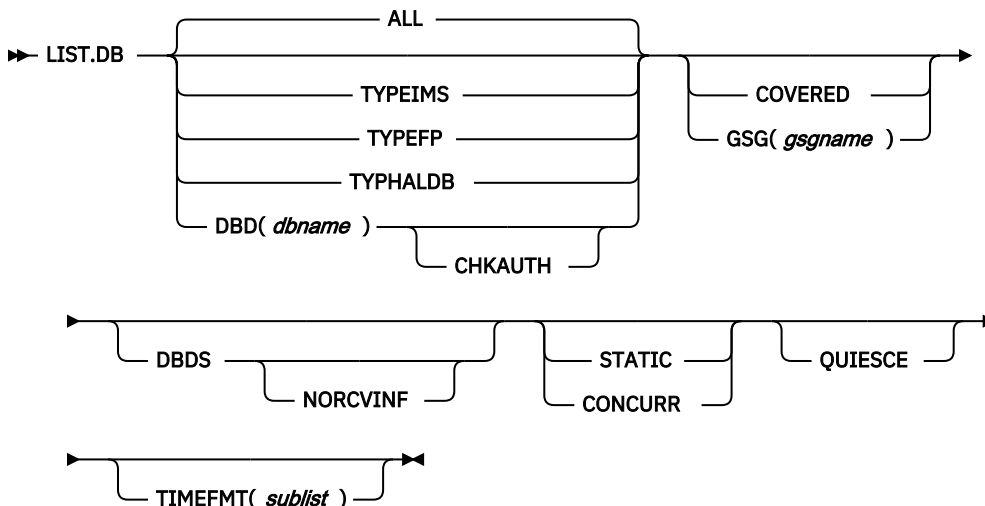 ALL
LIST.DB
TYPEIMS
COVERED
TYPEFP
GSG( gsgname )
TYPHALDB
DBD( dbname )
CHKAUTH
DBDS
STATIC
QUIESCE
NORCVINF
CONCURR
TIMEFMT( sublist )